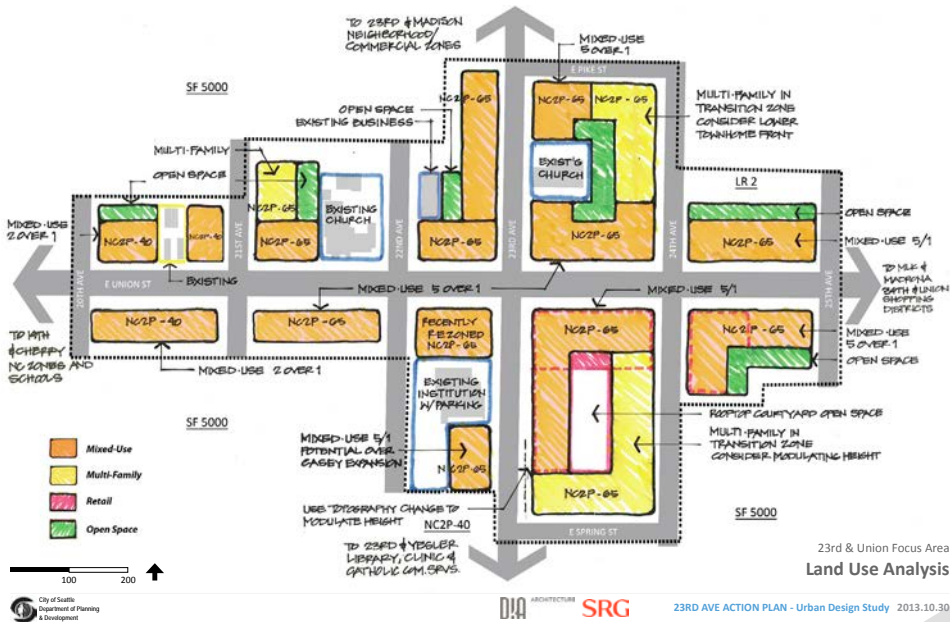 TO 23RD & MADISON
NEIGHBORHOOD/
COMMERCIAL ZONES
MIXED-USE
5 OVER 1
E PIKE ST
SF 5000
NC2P-65
NC2P-65
NC2P-65
MULTI-FAMILY IN
TRANSITION ZONE
CONSIDER LOWER
TOWNHOME FRONT
OPEN SPACE
EXISTING BUSINESS
MULTI-FAMILY
OPEN SPACE
EXIST'G
CHURCH
LR 2
MIXED-USE
2 OVER 1
NC2P-40
NC2P-40
21ST AVE
NC2P-65
NC2P-65
EXISTING
CHURCH
22ND AVE
NC2P-65
23RD AVE
NC2P-65
24TH AVE
NC2P-65
OPEN SPACE
MIXED-USE 5/1
25TH AVE
20TH AVE
E UNION ST
EXISTING
MIXED-USE 5 OVER 1
MIXED-USE 5/1
TO MLK &
MADRONA
34TH & UNION
SHOPPING
DISTRICTS
TO 14TH
& CHERRY
NC ZONES AND
SCHOOLS
NC2P-40
NC2P-65
RECENTLY
REZONED
NC2P-65
NC2P-65
NC2P-65
MIXED-USE
5 OVER 1
OPEN SPACE
MIXED-USE 2 OVER 1
EXISTING
INSTITUTION
W/PARKING
ROOFTOP COURTYARD OPEN SPACE
SF 5000
MIXED-USE 5/1
POTENTIAL OVER
CASEY EXPANSION
NC2P-65
MULTI-FAMILY IN
TRANSITION ZONE
CONSIDER MODULATING HEIGHT
NC2P-65
USE TOPOGRAPHY CHANGE TO
MODULATE HEIGHT
NC2P-40
E SPRING ST
SF 5000
TO 23RD & YESLER
LIBRARY, CLINIC &
CATHOLIC COM. SRVS.
Mixed-Use
Multi-Family
Retail
Open Space
100 200
23rd & Union Focus Area
Land Use Analysis
City of Seattle
Department of Planning
& Development
D/A ARCHITECTURE SRG
23RD AVE ACTION PLAN - Urban Design Study 2013.10.30